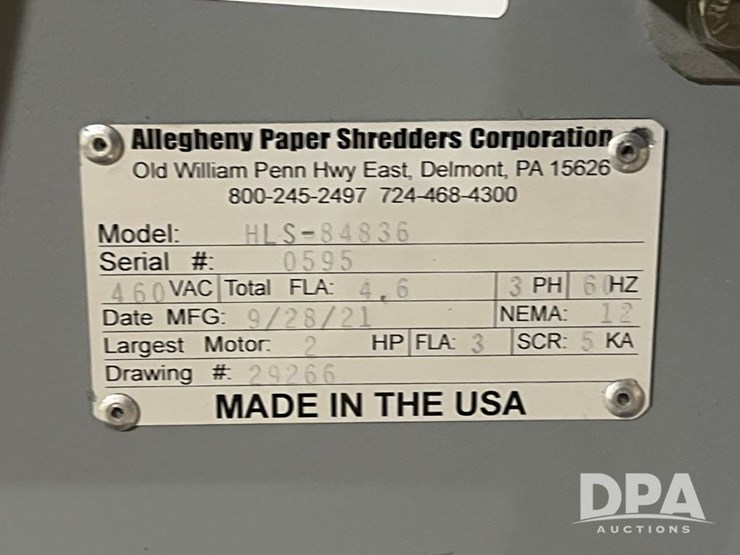 Allegheny Paper Shredders Corporation
Old William Penn Hwy East, Delmont, PA 15626
800-245-2497 724-468-4300
Model: HLS-84836
Serial #: 0595
460 VAC Total FLA: 4.6 3 PH 60 HZ
Date MFG: 9/28/21 NEMA: 12
Largest Motor: 2 HP FLA: 3 SCR: 5 KA
Drawing #: 29266
MADE IN THE USA
DPA
AUCTIONS